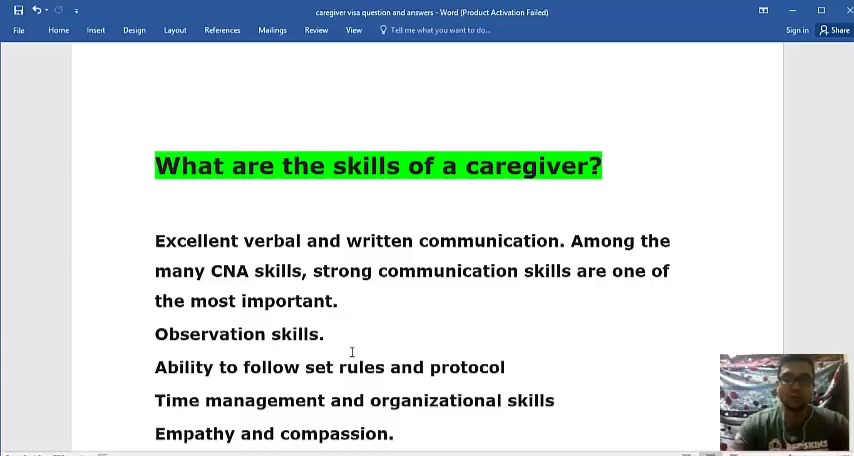 caregiver visa question and answers - Word (Product Activation Failed)
File Home Insert Design Layout References Mailings Review View Tell me what you want to do... Sign in Share
What are the skills of a caregiver?
Excellent verbal and written communication. Among the
many CNA skills, strong communication skills are one of
the most important.
Observation skills.
Ability to follow set rules and protocol
Time management and organizational skills
Empathy and compassion.
REDSKINS